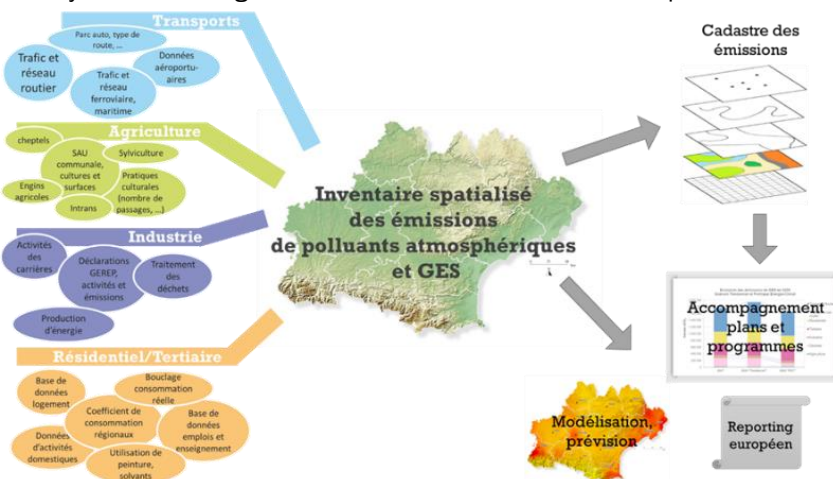 Transports
Parc auto, type de
route, ...
Trafic et
réseau
routier
Données
aéroportu-
aires
Trafic et
réseau
ferroviaire,
maritime
Agriculture
cheptels
SAU
communale,
cultures et
surfaces
Sylviculture
Engins
agricoles
Pratiques
culturales
(nombre de
passages, ...)
Intrans
Industrie
Activités
des
carrières
Déclarations
GEREP,
activités et
émissions
Traitement
des
déchets
Production
d'énergie
Résidentiel/Tertiaire
Base de
données
logement
Bouclage
consommation
réelle
Coefficient de
consommation
régionaux
Base de
données
emplois et
enseignement
Données
d'activités
domestiques
Utilisation de
peinture,
solvants
Inventaire spatialisé
des émissions
de polluants atmosphériques
et GES
Cadastre des
émissions
Accompagnement
plans et
programmes
Modélisation,
prévision
Reporting
européen